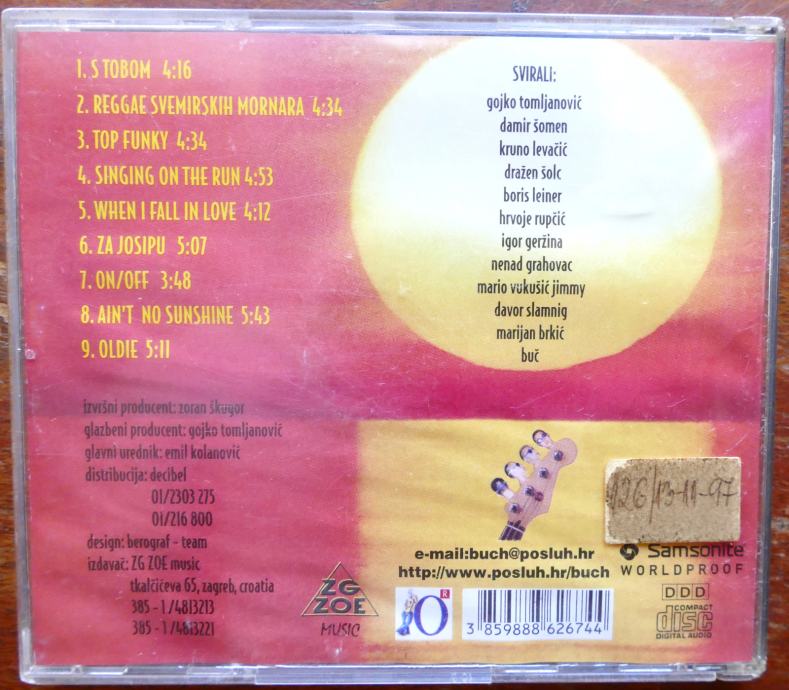 1. S TOBOM 4:16
2. REGGAE SVEMIRSKIH MORNARA 4:34
3. TOP FUNKY 4:34
4. SINGING ON THE RUN 4:53
5. WHEN I FALL IN LOVE 4:12
6. ZA JOSIPU 5:07
7. ON/OFF 3:48
8. AIN'T NO SUNSHINE 5:43
9. OLDIE 5:11
SVIRALI:
gojko tomljanović
damir šomen
kruno levačić
dražen šolc
boris leiner
hrvoje rupčić
igor geržina
nenad grahovac
mario vukušić jimmy
davor slamnig
marijan brkić
buč
izvršni producent: zoran škugor
glazbeni producent: gojko tomljanović
glavni urednik: emil kolanović
distribucija: decibel
01/2303 275
01/216 800
design: berograf - team
izdavač: ZG ZOE music
tkalčićeva 65, zagreb, croatia
385 - 1 /4813213
385 - 1 /4813221
ZG
ZOE
MUSIC
e-mail:buch@posluh.hr
http://www.posluh.hr/buch
O R
3 859888 626744
126/13-11-97
Samsonite
WORLDPROOF
DDD
COMPACT
disc
DIGITAL AUDIO